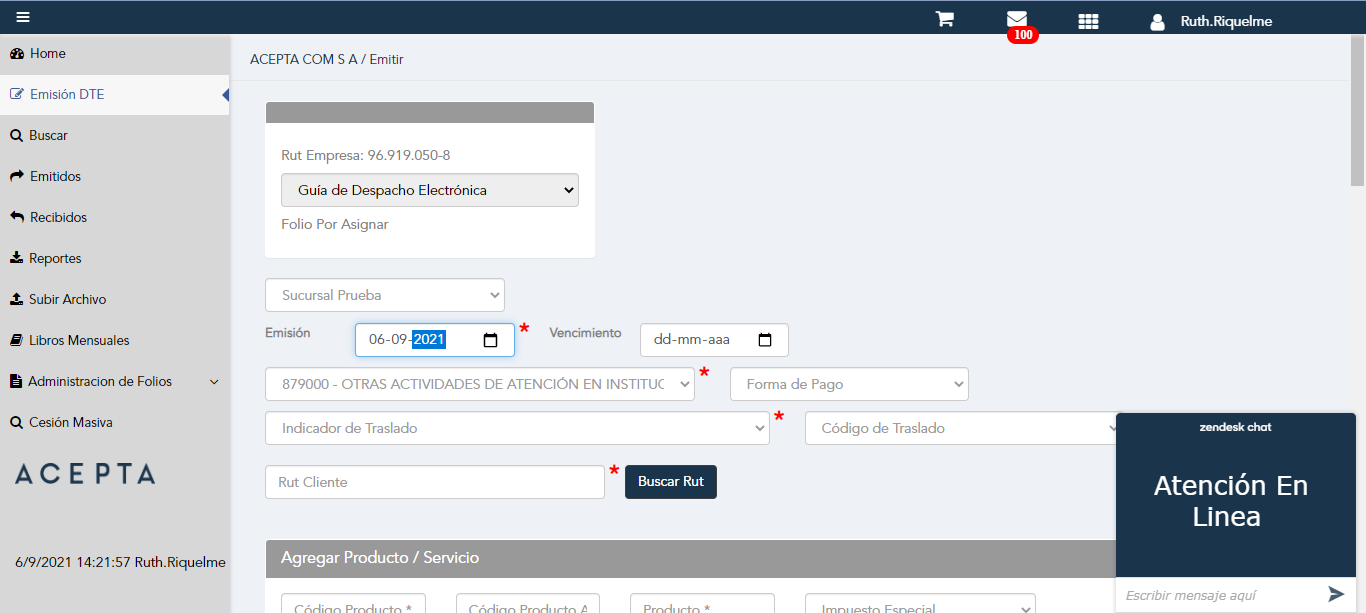 Ruth.Riquelme
100
Home
ACEPTA COM S A / Emitir
Emisión DTE
Buscar
Emitidos
Recibidos
Reportes
Subir Archivo
Libros Mensuales
Administracion de Folios
Cesión Masiva
ACEPTA
6/9/2021 14:21:57 Ruth.Riquelme
Rut Empresa: 96.919.050-8
Guía de Despacho Electrónica
Folio Por Asignar
Sucursal Prueba
Emisión 06-09-2021 * Vencimiento dd-mm-aaa
879000 - OTRAS ACTIVIDADES DE ATENCIÓN EN INSTITUC * Forma de Pago
Indicador de Traslado * Código de Traslado
Rut Cliente * Buscar Rut
Agregar Producto / Servicio
Código Producto * Código Producto A Producto * Impuesto Especial
zendesk chat
Atención En
Linea
Escribir mensaje aquí